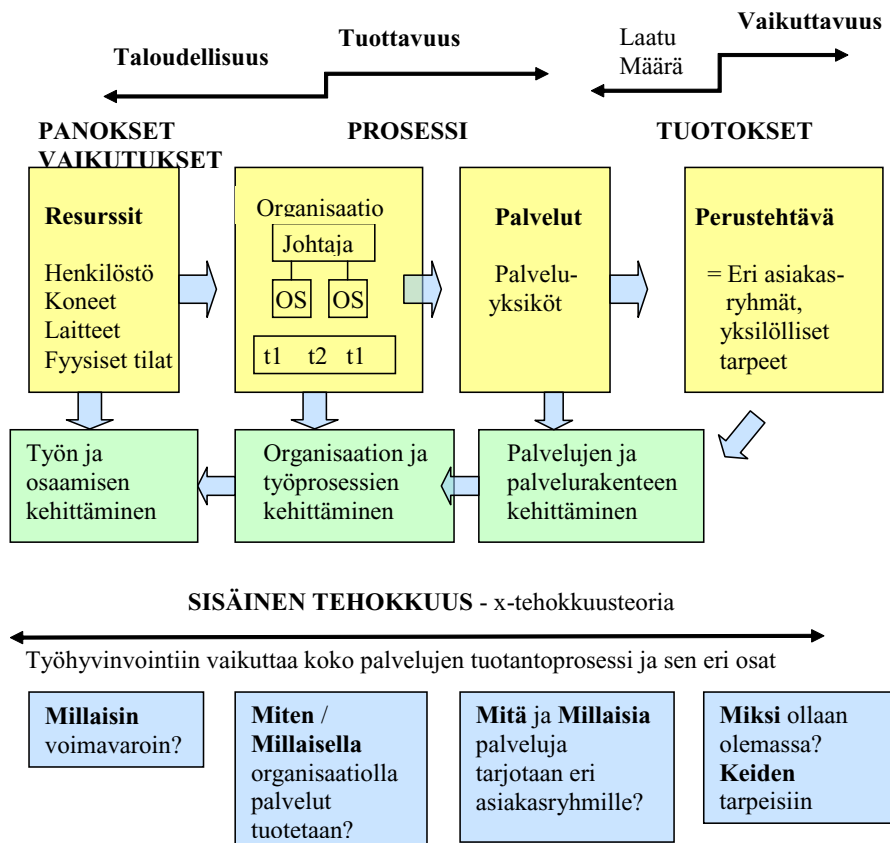 Taloudellisuus
Tuottavuus
Laatu
Määrä
Vaikuttavuus
PANOKSET
VAIKUTUKSET
PROSESSI
TUOTOKSET
Resurssit
Henkilöstö
Koneet
Laitteet
Fyysiset tilat
Organisaatio
Johtaja
OS OS
t1 t2 t1
Palvelut
Palvelu-
yksiköt
Perustehtävä
= Eri asiakas-
ryhmät,
yksilölliset
tarpeet
Työn ja
osaamisen
kehittäminen
Organisaation ja
työprosessien
kehittäminen
Palvelujen ja
palvelurakenteen
kehittäminen
SISÄINEN TEHOKKUUS - x-tehokkuusteoria
Työhyvinvointiin vaikuttaa koko palvelujen tuotantoprosessi ja sen eri osat
Millaisin
voimavaroin?
Miten /
Millaisella
organisaatiolla
palvelut
tuotetaan?
Mitä ja Millaisia
palveluja
tarjotaan eri
asiakasryhmille?
Miksi ollaan
olemassa?
Keiden
tarpeisiin